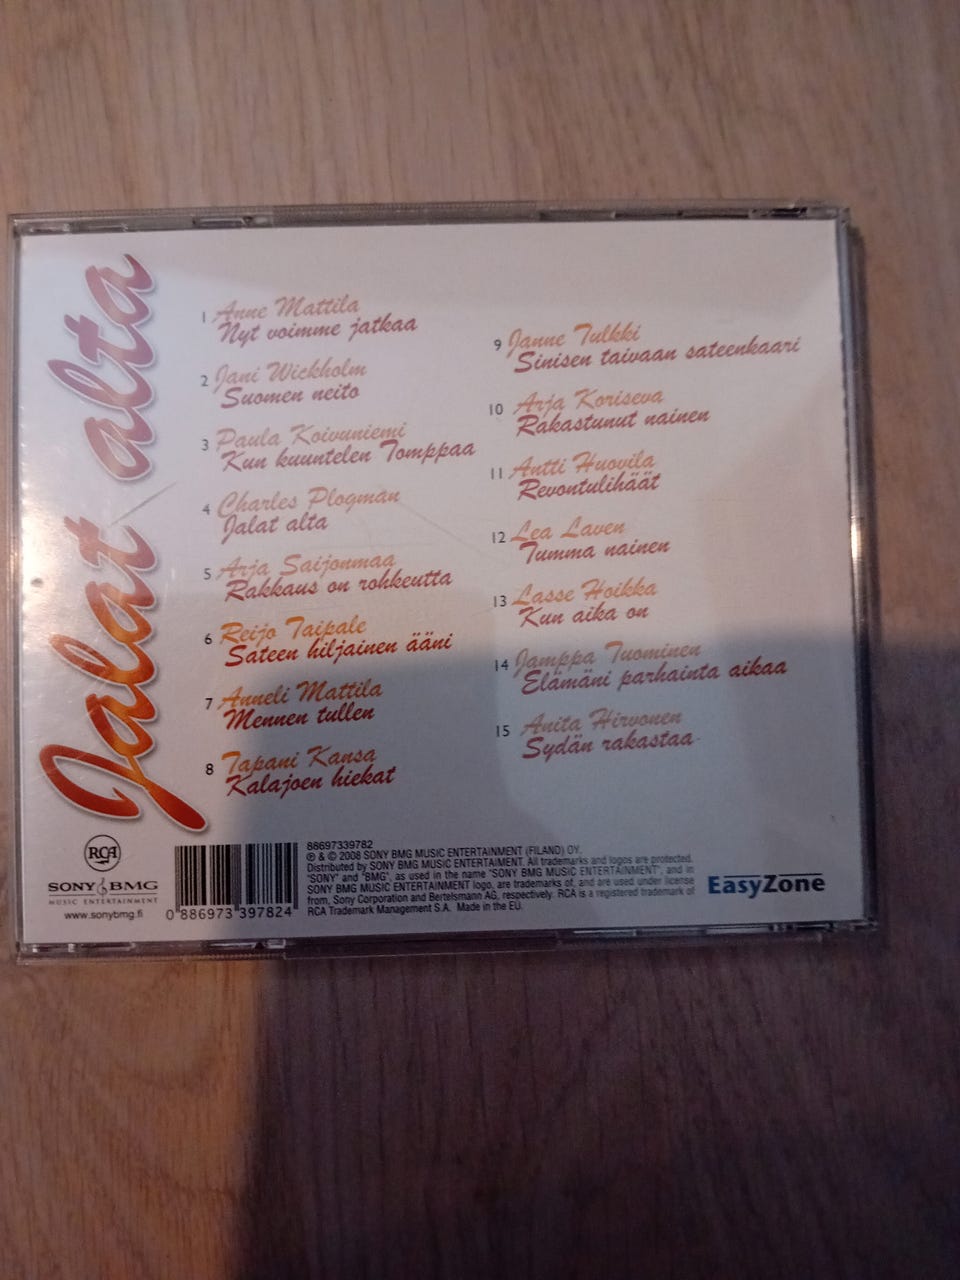 Jalat alta
1 Anne Mattila
Nyt voimme jatkaa
2 Jani Wickholm
Suomen neito
3 Paula Koivuniemi
Kun kuuntelen Tomppaa
4 Charles Plogman
Jalat alta
5 Arja Saijonmaa
Rakkaus on rohkeutta
6 Reijo Taipale
Sateen hiljainen ääni
7 Anneli Mattila
Mennen tullen
8 Tapani Kansa
Kalajoen hiekat
9 Janne Tulkki
Sinisen taivaan sateenkaari
10 Arja Koriseva
Rakastunut nainen
11 Antti Huovila
Revontulihäät
12 Lea Laven
Tumma nainen
13 Lasse Hoikka
Kun aika on
14 Jamppa Tuominen
Elämäni parhainta aikaa
15 Anita Hirvonen
Sydän rakastaa
RCA
SONY BMG
MUSIC ENTERTAINMENT
www.sonybmg.fi
0 886973 397824
88697339782
℗ & © 2008 SONY BMG MUSIC ENTERTAINMENT (FILAND) OY.
Distributed by SONY BMG MUSIC ENTERTAIMENT. All trademarks and logos are protected.
"SONY" and "BMG", as used in the name "SONY BMG MUSIC ENTERTAINMENT", and in
SONY BMG MUSIC ENTERTAINMENT logo, are trademarks of, and are used under license
from, Sony Corporation and Bertelsmann AG, respectively. RCA is a registered trademark of
RCA Trademark Management S.A. Made in the EU.
EasyZone